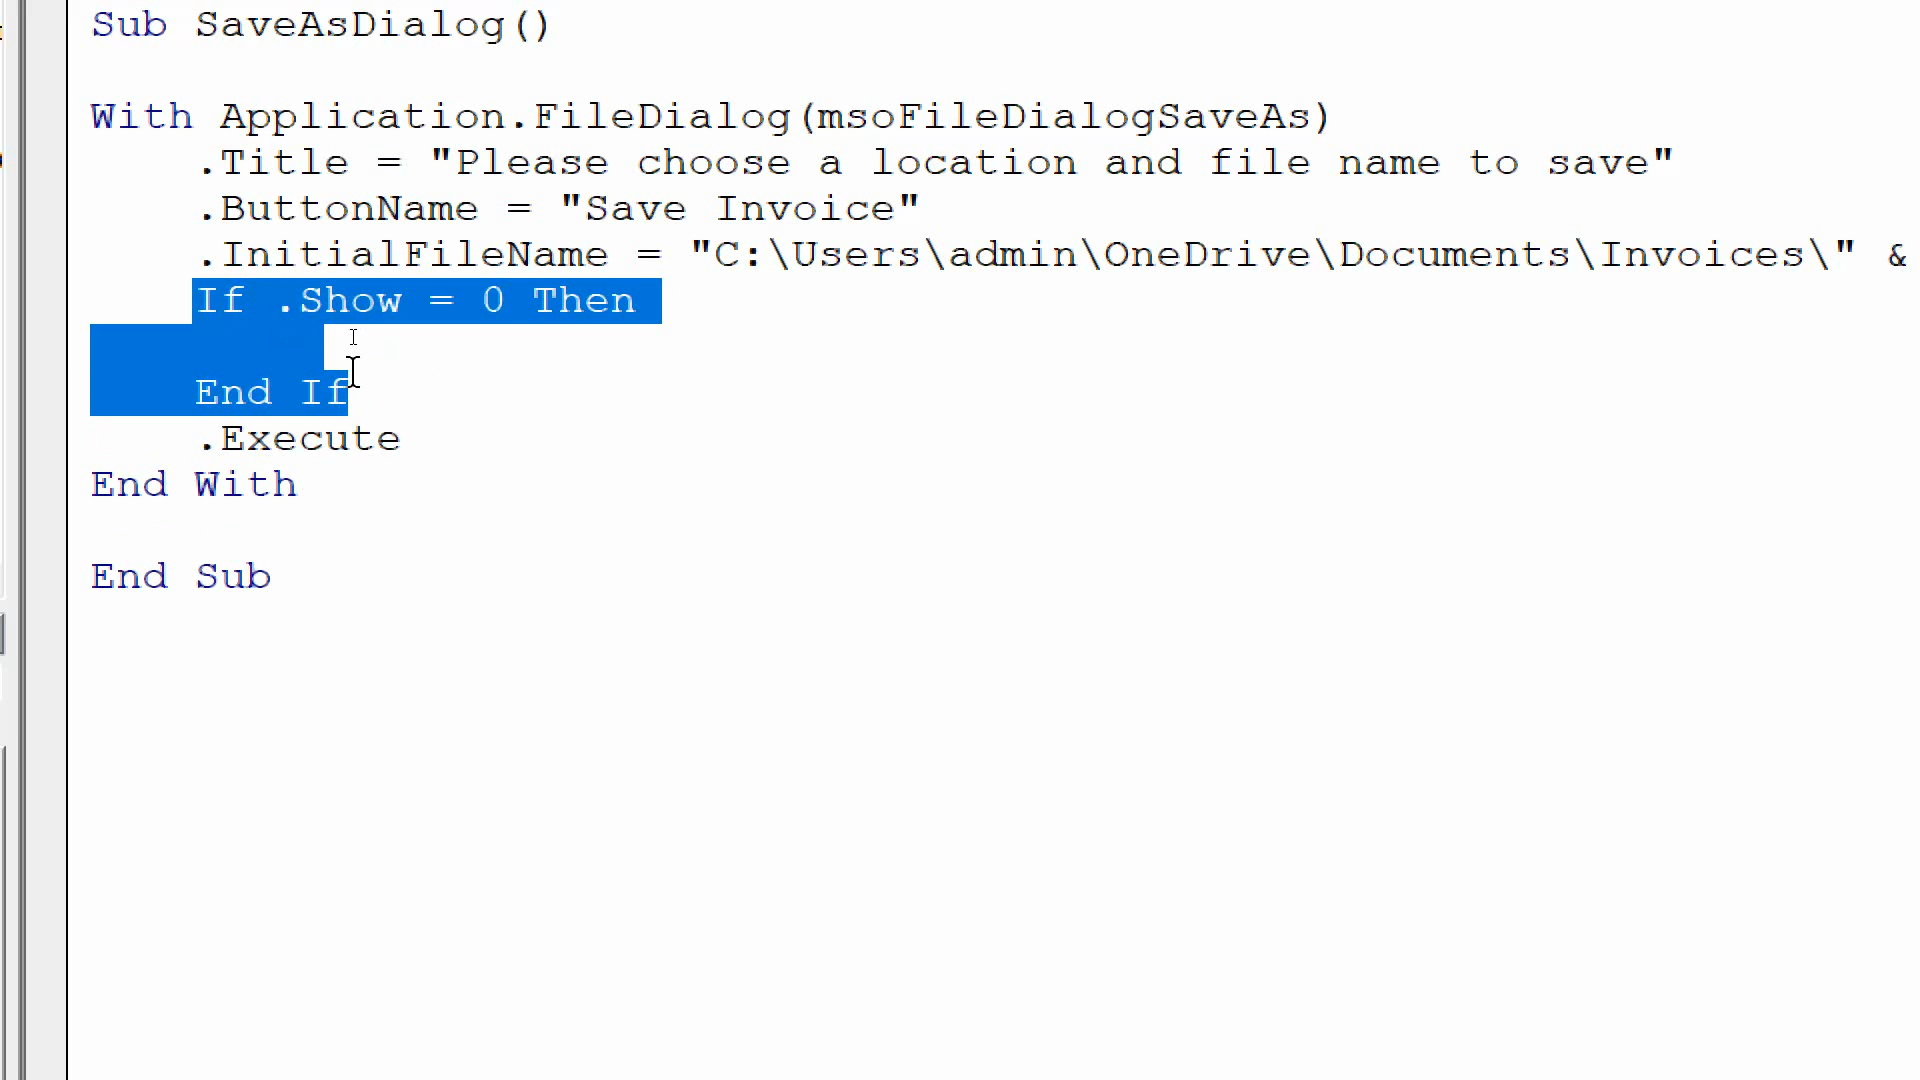 Sub SaveAsDialog()
With Application.FileDialog(msoFileDialogSaveAs)
.Title = "Please choose a location and file name to save"
.ButtonName = "Save Invoice"
.InitialFileName = "C:\Users\admin\OneDrive\Documents\Invoices\" &
If .Show = 0 Then
End If
.Execute
End With
End Sub